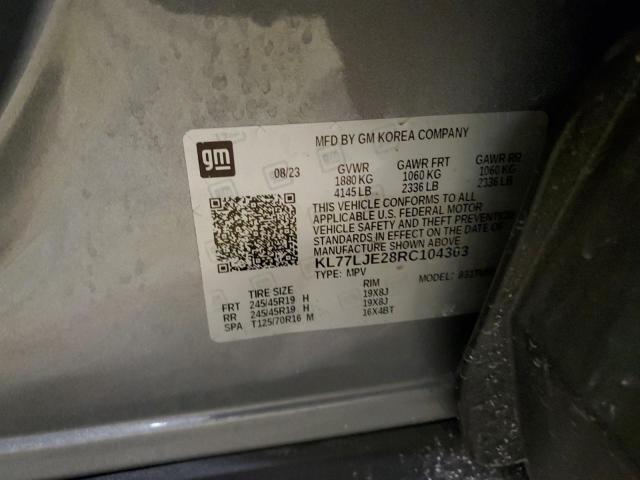 gm
MFD BY GM KOREA COMPANY
08/23 GVWR GAWR FRT GAWR RR
1880 KG 1060 KG 1060 KG
4145 LB 2336 LB 2336 LB
THIS VEHICLE CONFORMS TO ALL
APPLICABLE U.S. FEDERAL MOTOR
VEHICLE SAFETY AND THEFT PREVENTION
STANDARDS IN EFFECT ON THE DATE OF
MANUFACTURE SHOWN ABOVE
KL77LJE28RC104363
TYPE: MPV MODEL:
TIRE SIZE RIM
FRT 245/45R19 H 19X8J
RR 245/45R19 H 19X8J
SPA T125/70R16 M 16X4BT